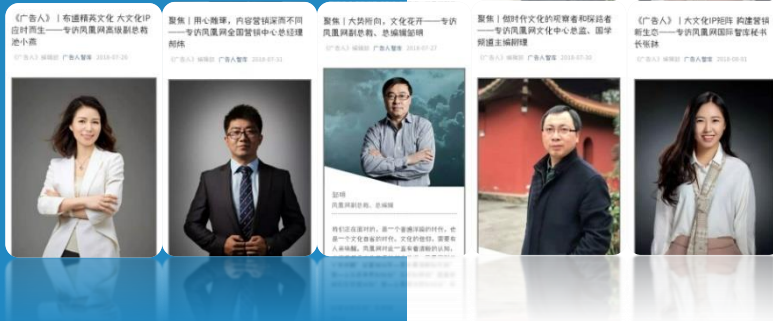 《广告人》丨布道精英文化 大文化IP
应时而生——专访凤凰网高级副总裁
池小燕
《广告人》编辑部 广告人智库 2018-07-26
聚焦丨用心雕琢，内容营销深而不同
——专访凤凰网全国营销中心总经理
郝炜
《广告人》编辑部 广告人智库
聚焦丨大势所向，文化花开——专访
凤凰网副总裁、总编辑邹明
《广告人》编辑部 广告人智库 2018-07-27
邹明
凤凰网副总裁、总编辑
聚焦丨做时代文化的观察者和探路者
——专访凤凰网文化中心总监、国学
频道主编柳理
《广告人》编辑部 广告人智库 2018-07-30
《广告人》丨大文化IP矩阵 构建营销
新生态——专访凤凰网国际智库秘书
长张林
《广告人》编辑部 广告人智库 2018-08-01